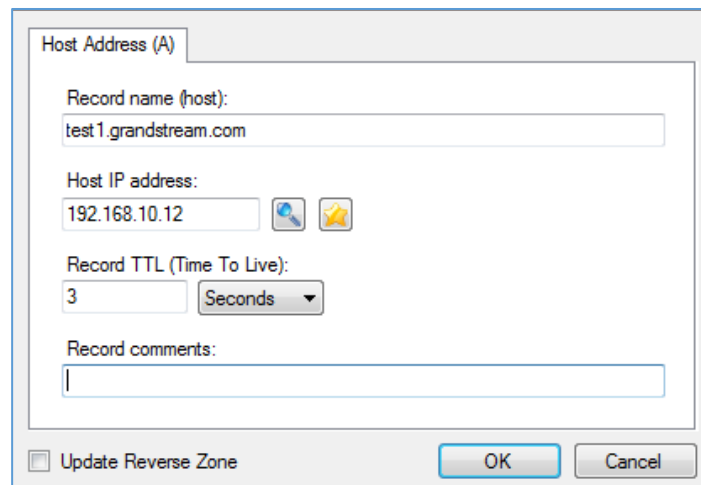 Host Address (A)
Record name (host):
test1.grandstream.com
Host IP address:
192.168.10.12
Record TTL (Time To Live):
3 Seconds
Record comments:
Update Reverse Zone OK Cancel